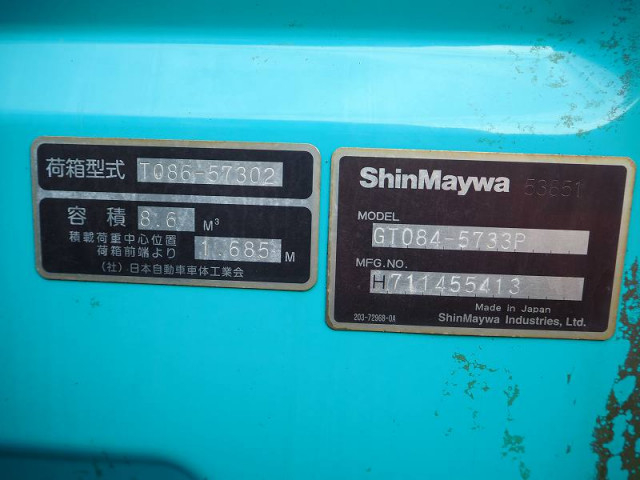 荷箱型式 T086-57302
容積 8.6 M³
積載荷重中心位置
荷箱前端より 1.685 M
(社)日本自動車車体工業会
ShinMaywa 53851
MODEL
GT084-5733P
MFG.NO.
H711455413
Made in Japan
203-72968-0A ShinMaywa Industries, Ltd.